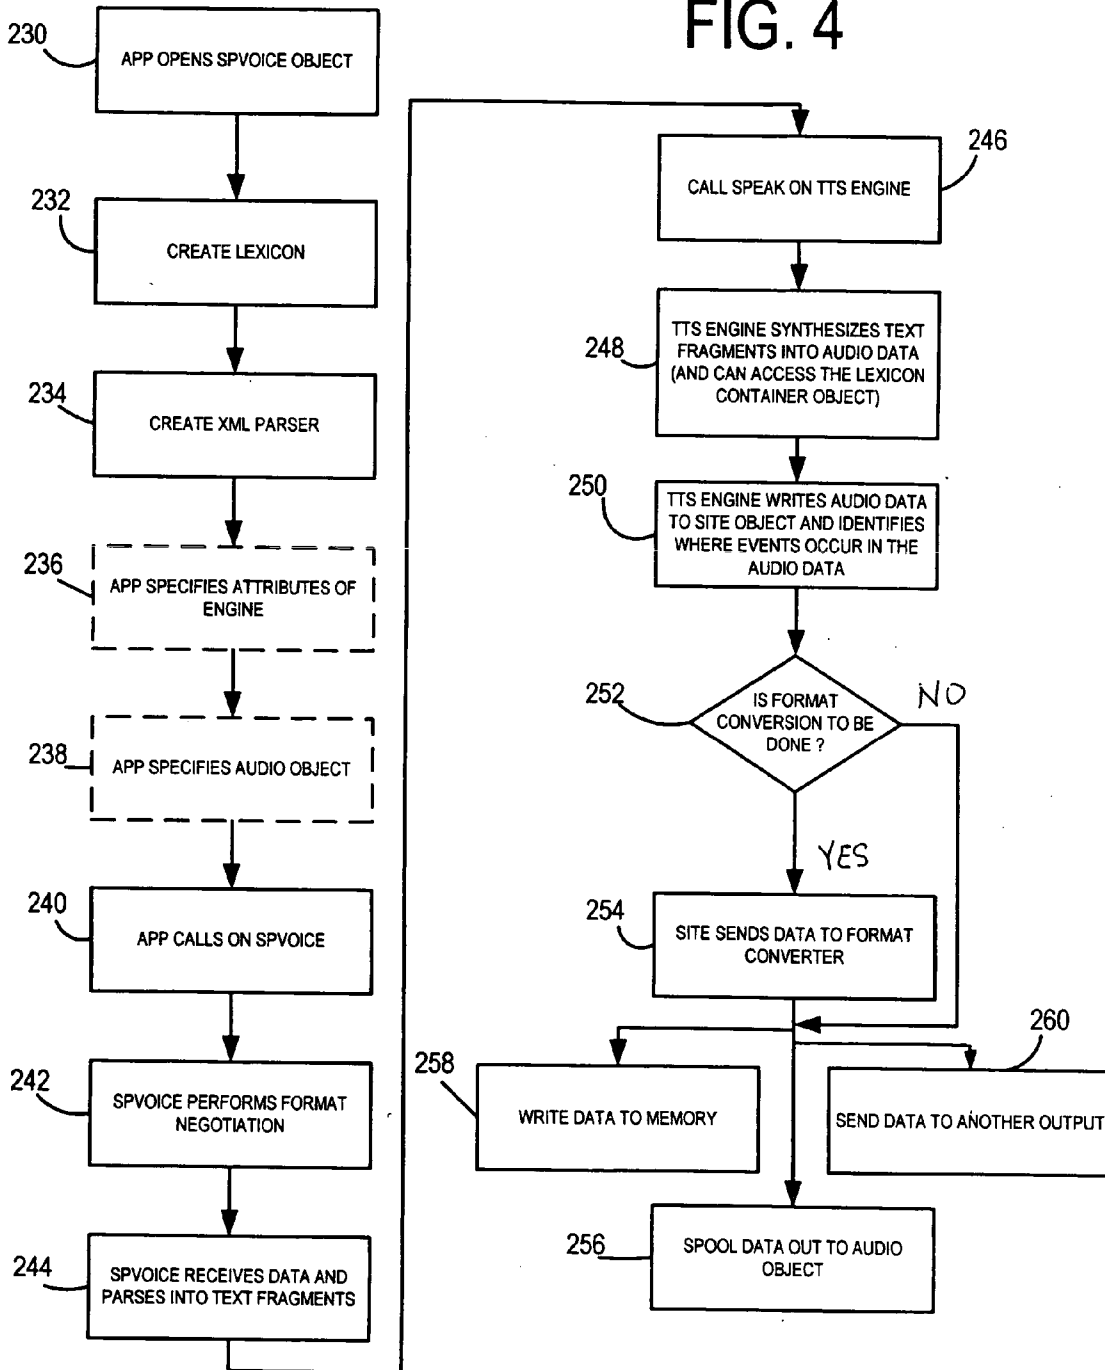 FIG. 4
230
APP OPENS SPVOICE OBJECT
232
CREATE LEXICON
234
CREATE XML PARSER
236
APP SPECIFIES ATTRIBUTES OF
ENGINE
238
APP SPECIFIES AUDIO OBJECT
240
APP CALLS ON SPVOICE
242
SPVOICE PERFORMS FORMAT
NEGOTIATION
244
SPVOICE RECEIVES DATA AND
PARSES INTO TEXT FRAGMENTS
246
CALL SPEAK ON TTS ENGINE
248
TTS ENGINE SYNTHESIZES TEXT
FRAGMENTS INTO AUDIO DATA
(AND CAN ACCESS THE LEXICON
CONTAINER OBJECT)
250
TTS ENGINE WRITES AUDIO DATA
TO SITE OBJECT AND IDENTIFIES
WHERE EVENTS OCCUR IN THE
AUDIO DATA
252
IS FORMAT
CONVERSION TO BE
DONE ?
NO
YES
254
SITE SENDS DATA TO FORMAT
CONVERTER
258
WRITE DATA TO MEMORY
260
SEND DATA TO ANOTHER OUTPUT
256
SPOOL DATA OUT TO AUDIO
OBJECT